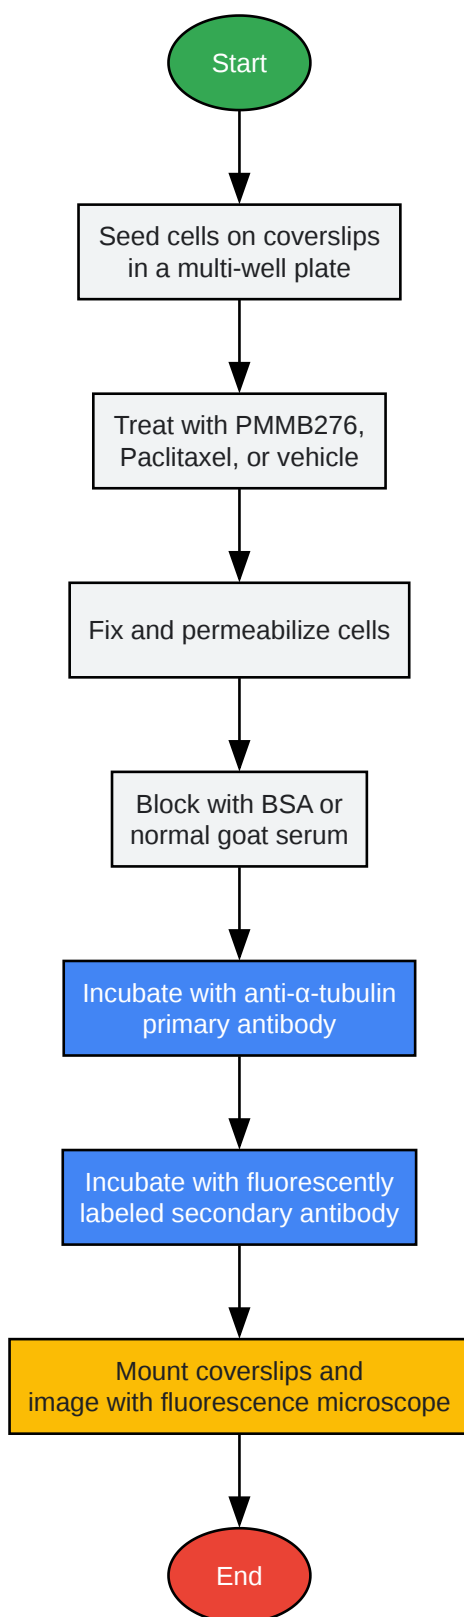 Start
Seed cells on coverslips
in a multi-well plate
Treat with PMMB276,
Paclitaxel, or vehicle
Fix and permeabilize cells
Block with BSA or
normal goat serum
Incubate with anti-α-tubulin
primary antibody
Incubate with fluorescently
labeled secondary antibody
Mount coverslips and
image with fluorescence microscope
End